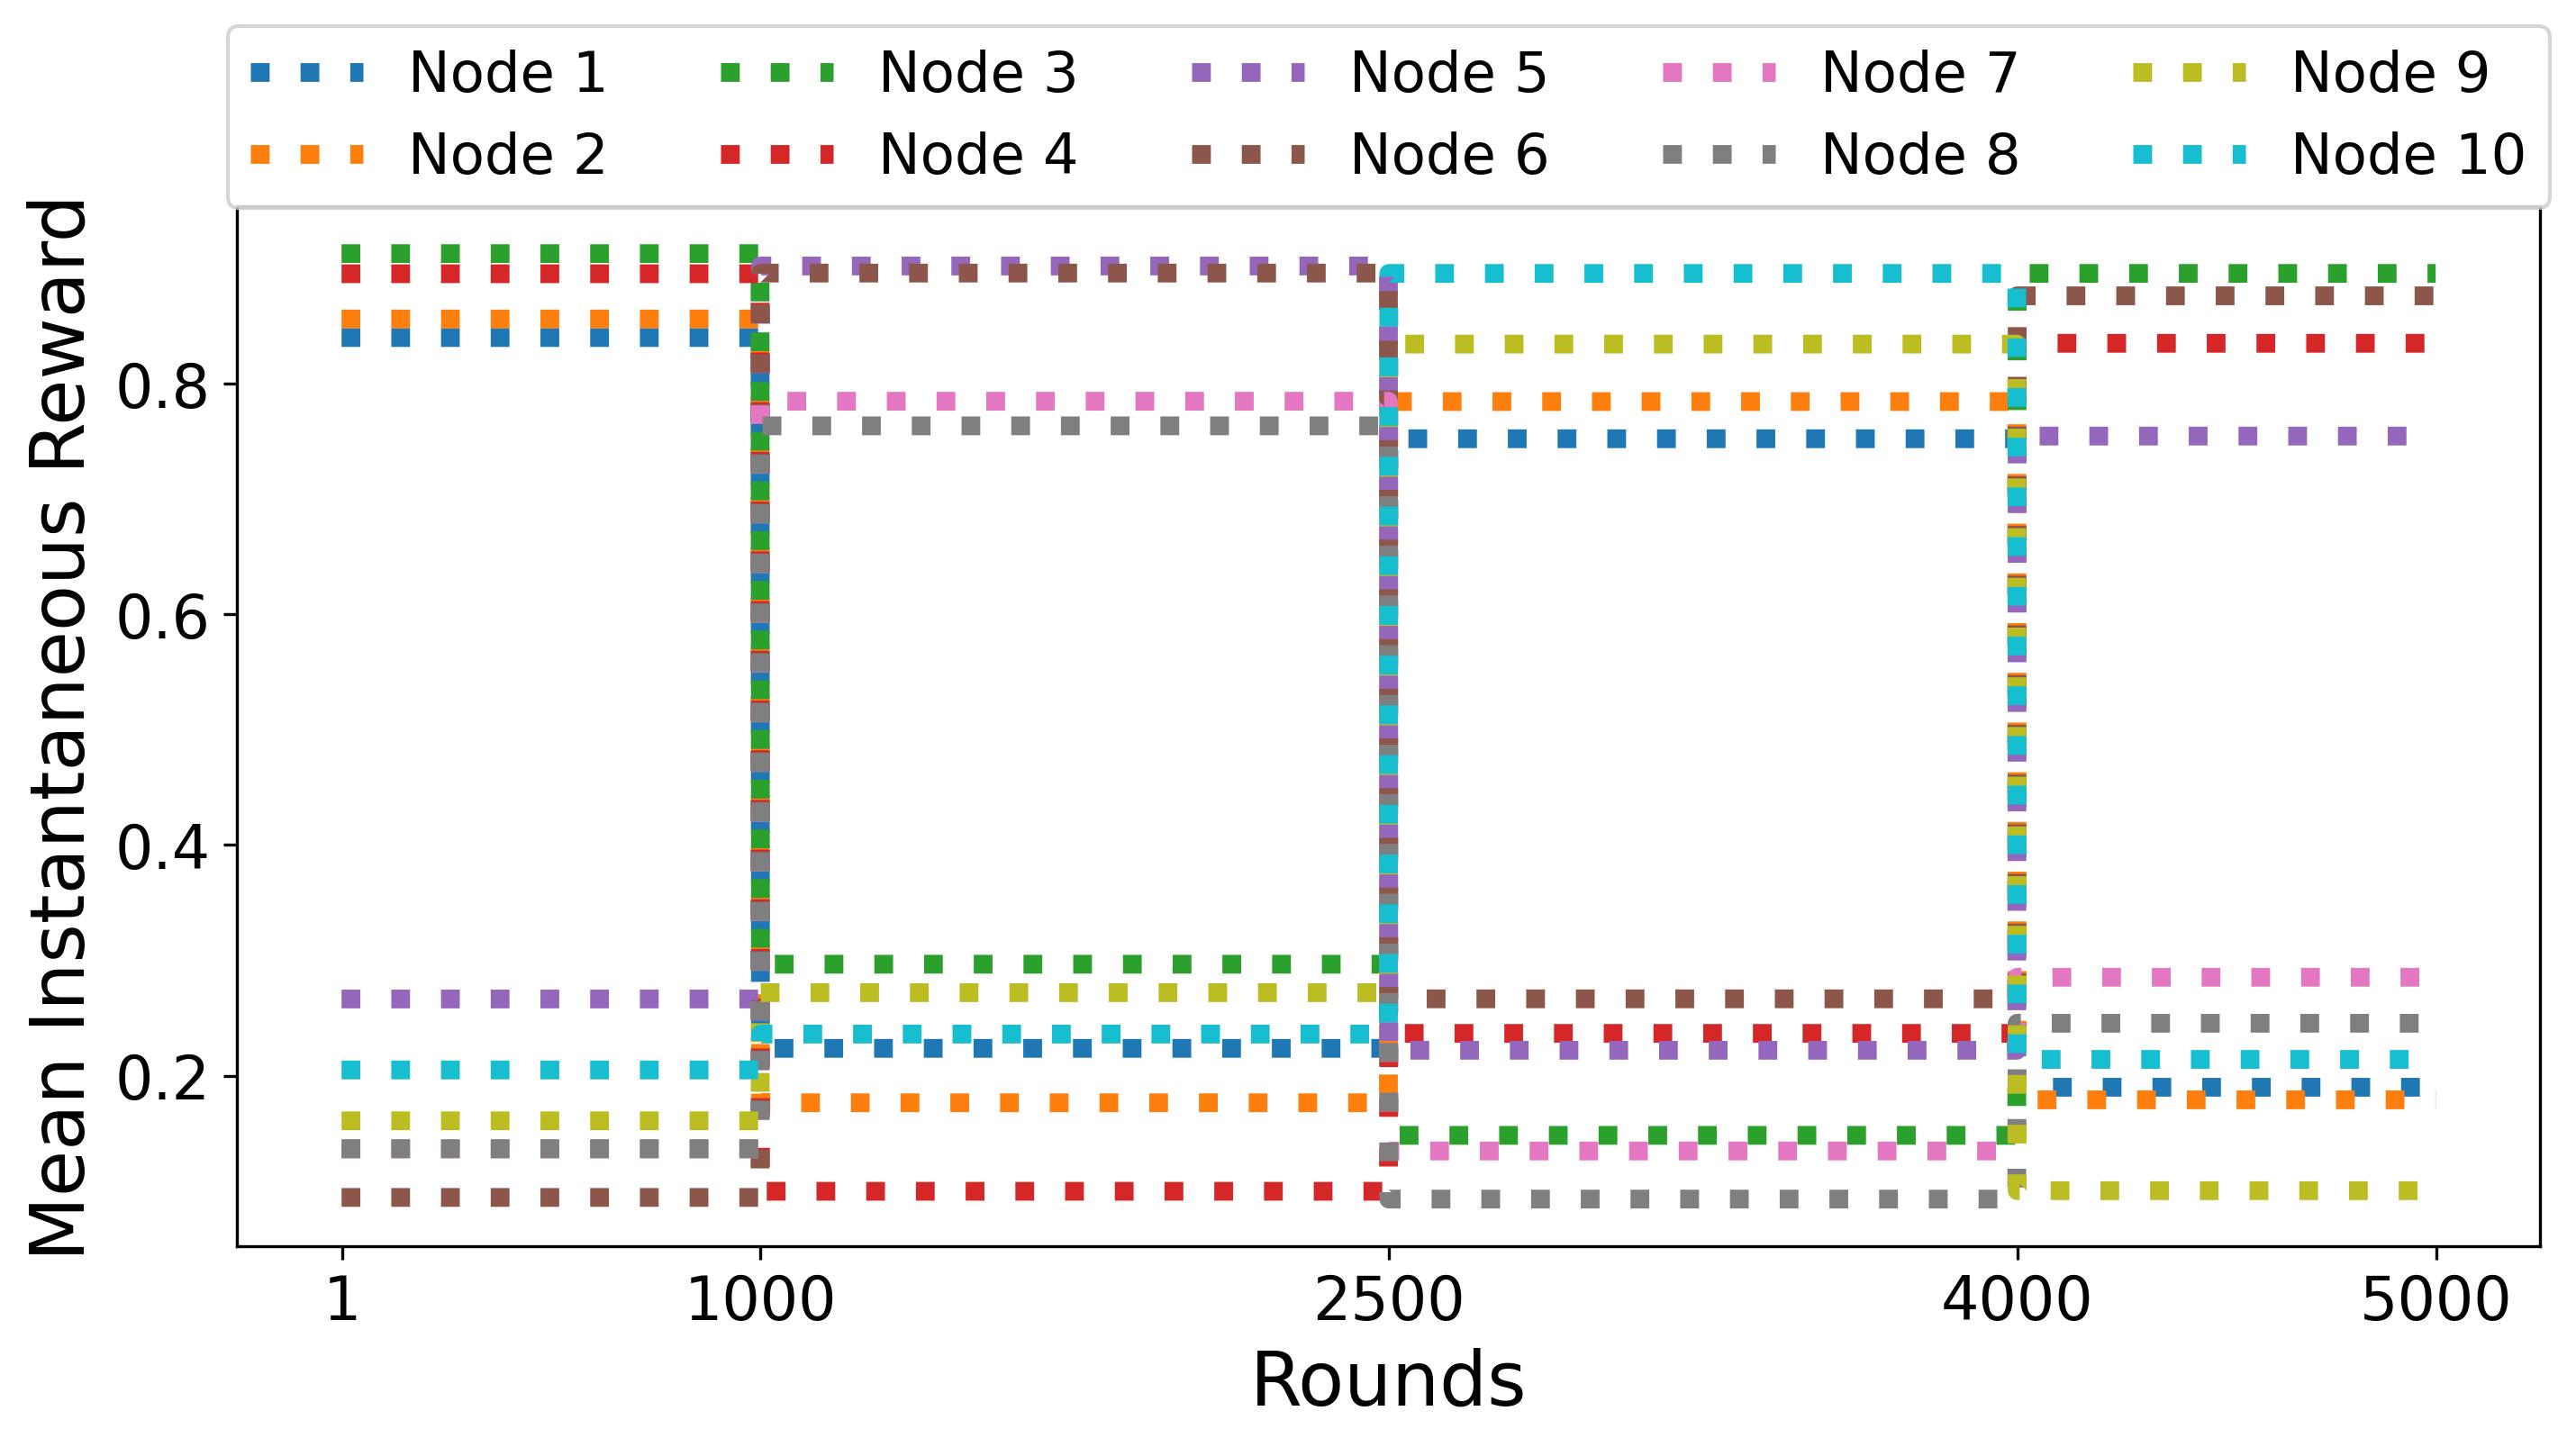 Node 1 Node 3 Node 5 Node 7 Node 9
Node 2 Node 4 Node 6 Node 8 Node 10
Mean Instantaneous Reward
0.8
0.6
0.4
0.2
1 1000 2500 4000 5000
Rounds